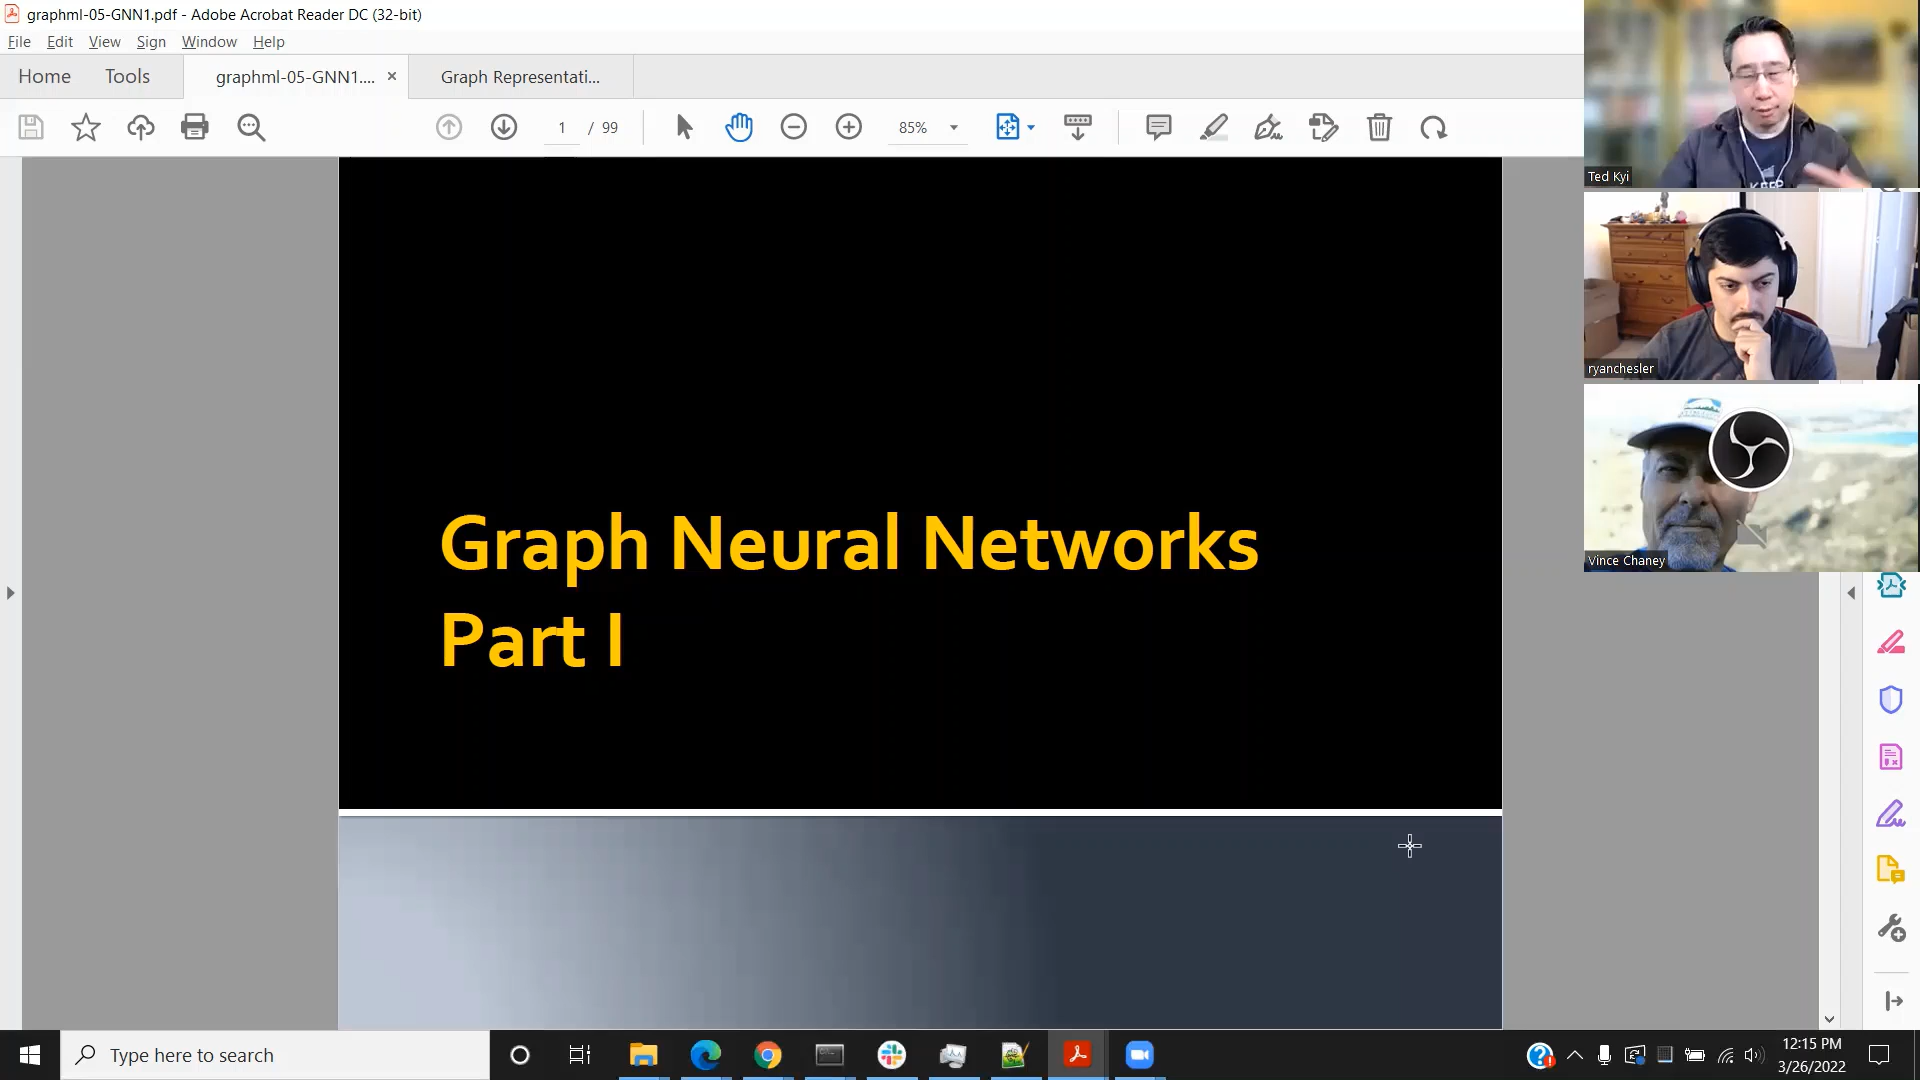 graphml-05-GNN1.pdf - Adobe Acrobat Reader DC (32-bit)
File Edit View Sign Window Help
Home Tools graphml-05-GNN1.... × Graph Representati...
1 / 99 85%
Ted Kyi
KEEP
ryanchesler
Vince Chaney
Graph Neural Networks
Part I
Type here to search
12:15 PM
3/26/2022